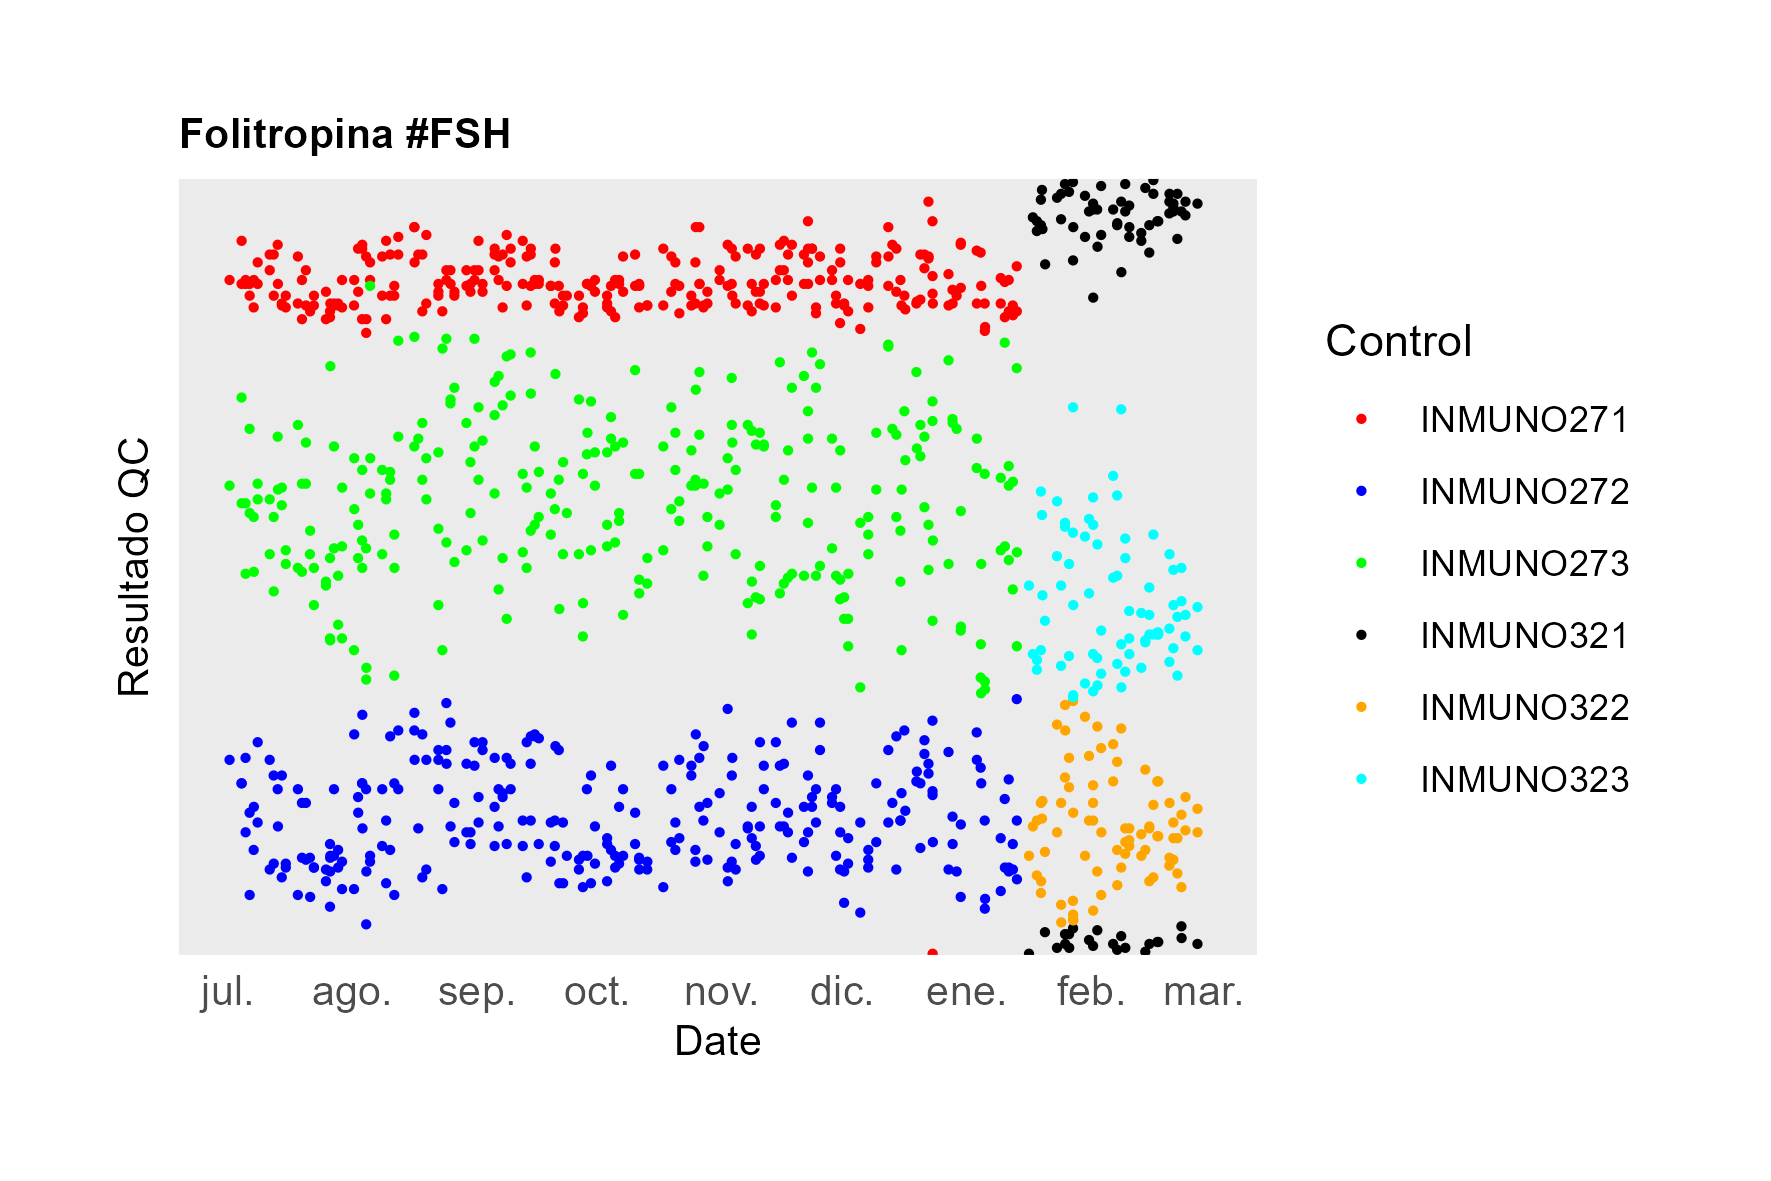 Folitropina #FSH
Resultado QC
jul. ago. sep. oct. nov. dic. ene. feb. mar.
Date
Control
INMUNO271
INMUNO272
INMUNO273
INMUNO321
INMUNO322
INMUNO323